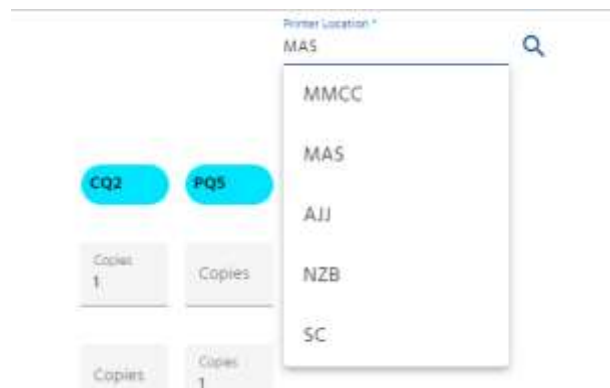 Printer Location *
MAS
MMCC
MAS
AJJ
NZB
SC
CQ2 PQ5
Copies
1
Copies
Copies
Copies
1